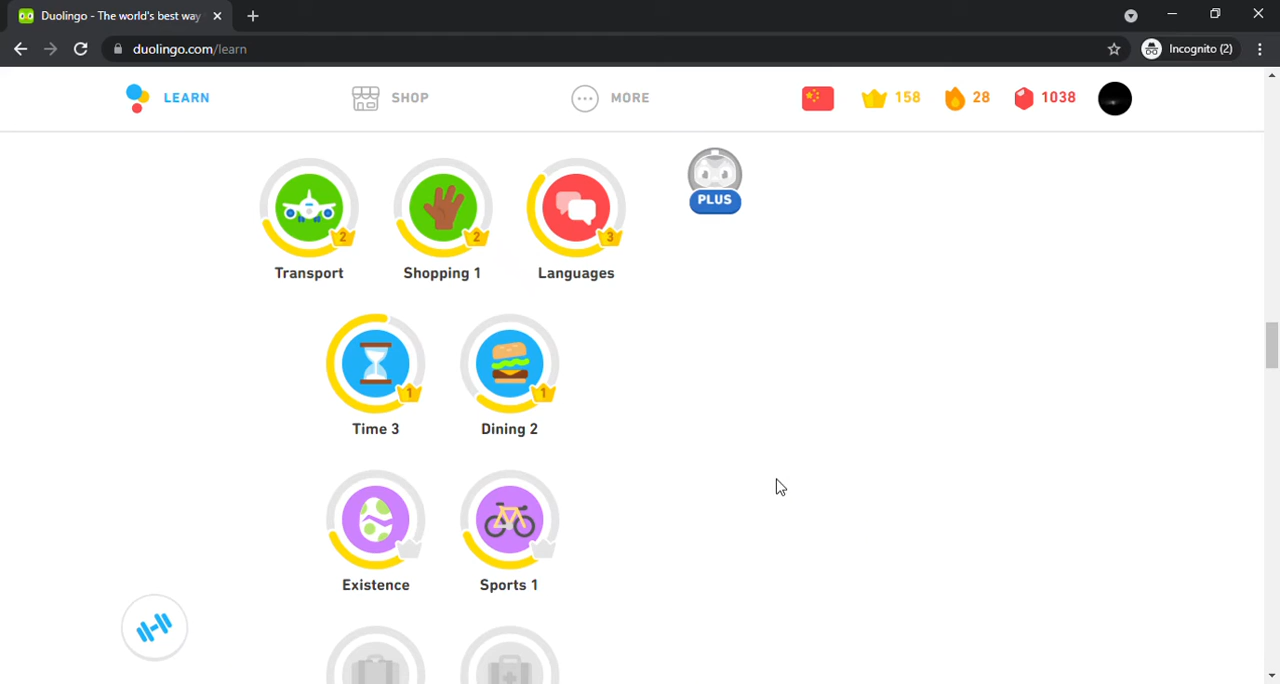 Duolingo - The world's best way
duolingo.com/learn
Incognito (2)
LEARN
SHOP
MORE
158
28
1038
PLUS
2
2
3
Transport
Shopping 1
Languages
1
1
Time 3
Dining 2
Existence
Sports 1